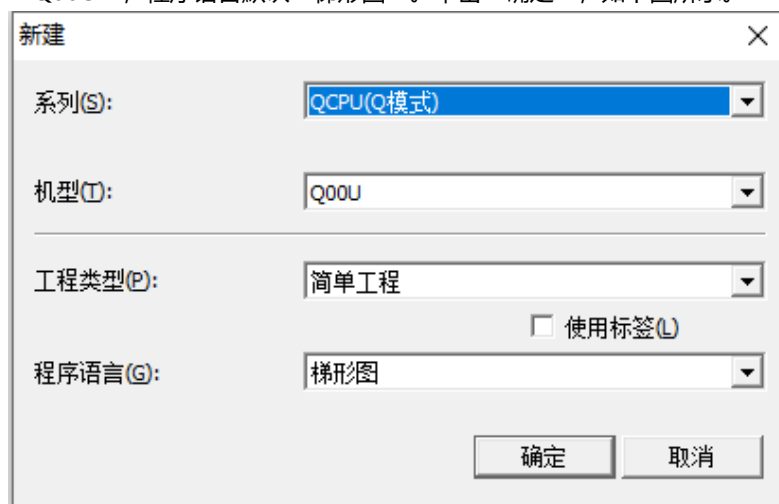 新建
系列(S): QCPU(Q模式)
机型(T): Q00U
工程类型(P): 简单工程
使用标签(L)
程序语言(G): 梯形图
确定 取消